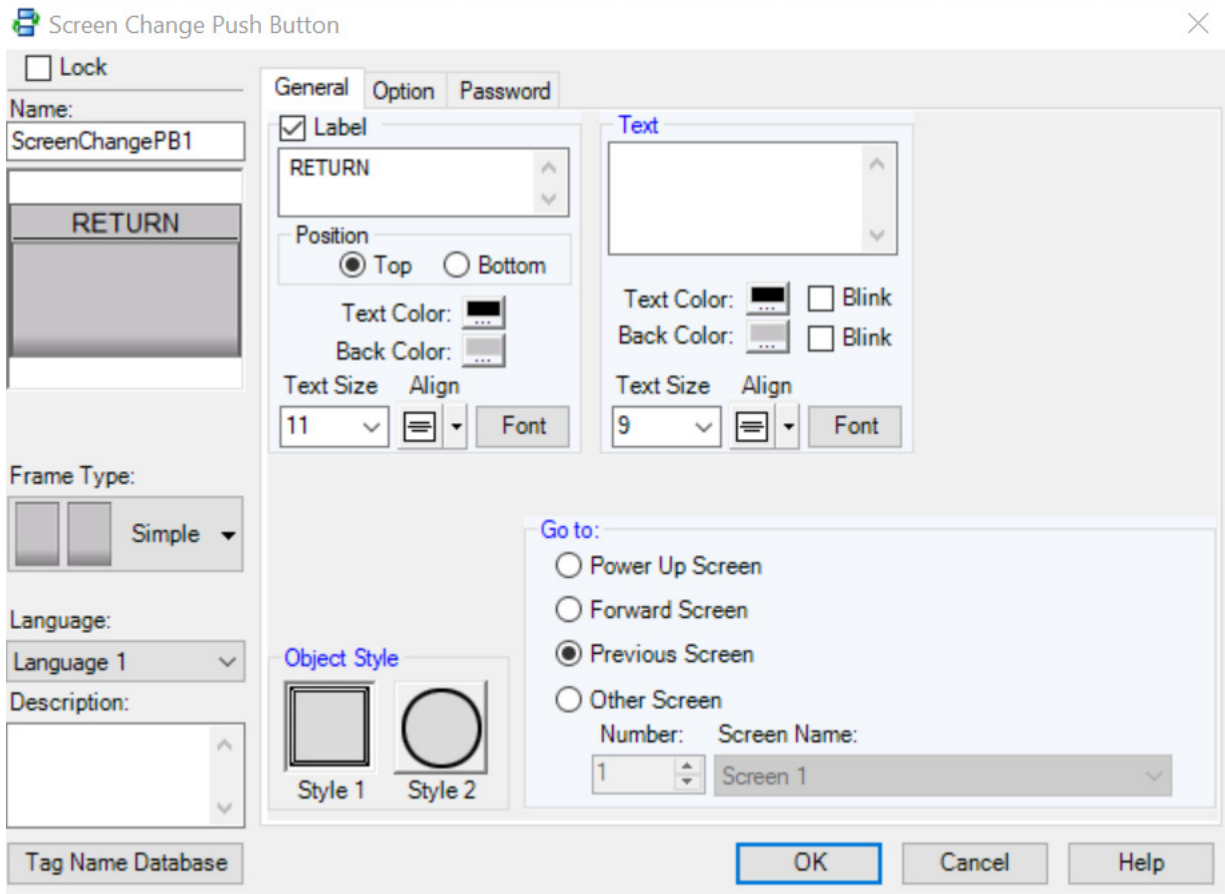 Screen Change Push Button
Lock
Name:
ScreenChangePB1
RETURN
Frame Type:
Simple
Language:
Language 1
Description:
Tag Name Database
General Option Password
Label
RETURN
Position
Top Bottom
Text Color: ...
Back Color: ...
Text Size Align
11 Font
Text
Text Color: ... Blink
Back Color: ... Blink
Text Size Align
9 Font
Object Style
Style 1 Style 2
Go to:
Power Up Screen
Forward Screen
Previous Screen
Other Screen
Number: Screen Name:
1 Screen 1
OK Cancel Help